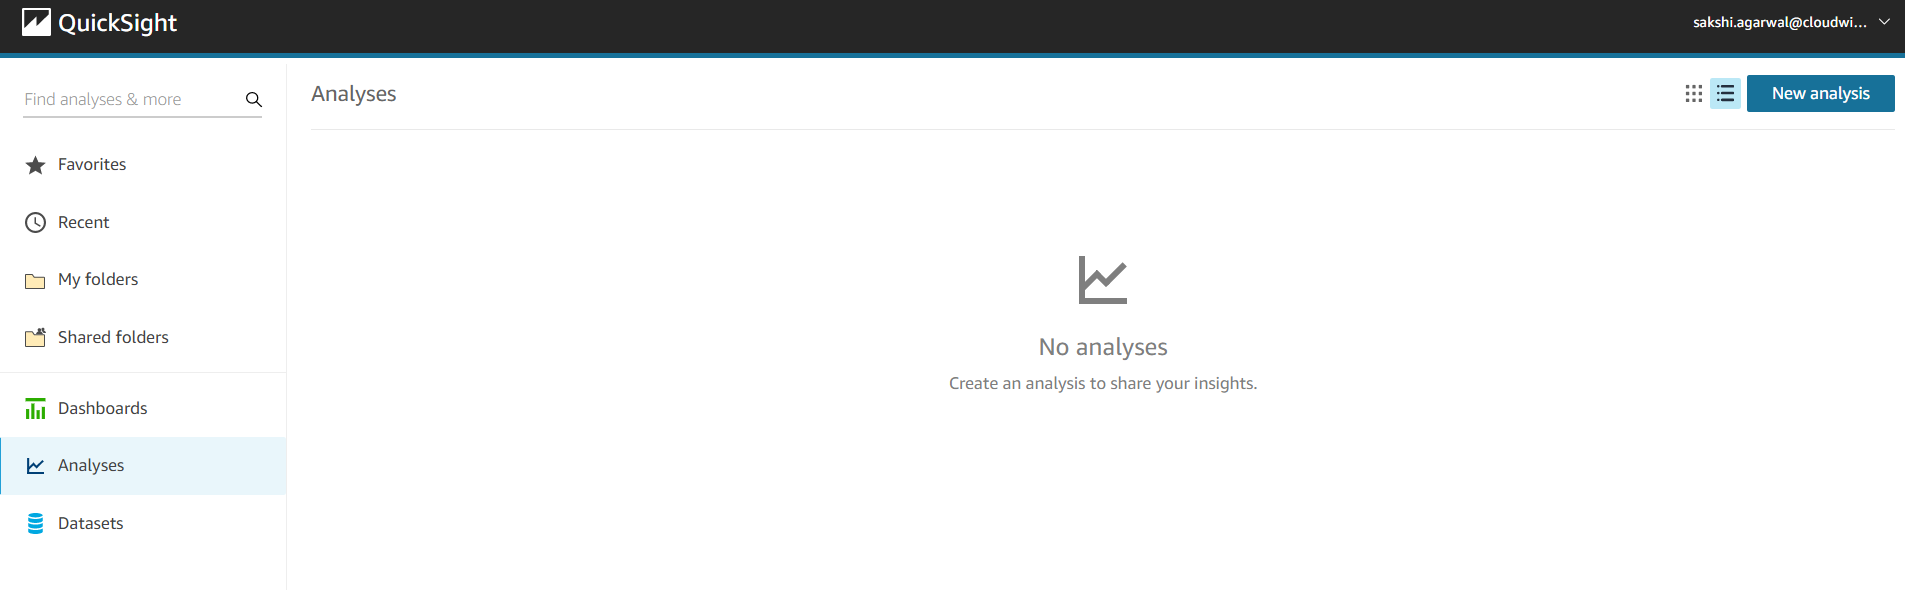 QuickSight
sakshi.agarwal@cloudwi...
Find analyses & more
Favorites
Recent
My folders
Shared folders
Dashboards
Analyses
Datasets
Analyses
New analysis
No analyses
Create an analysis to share your insights.